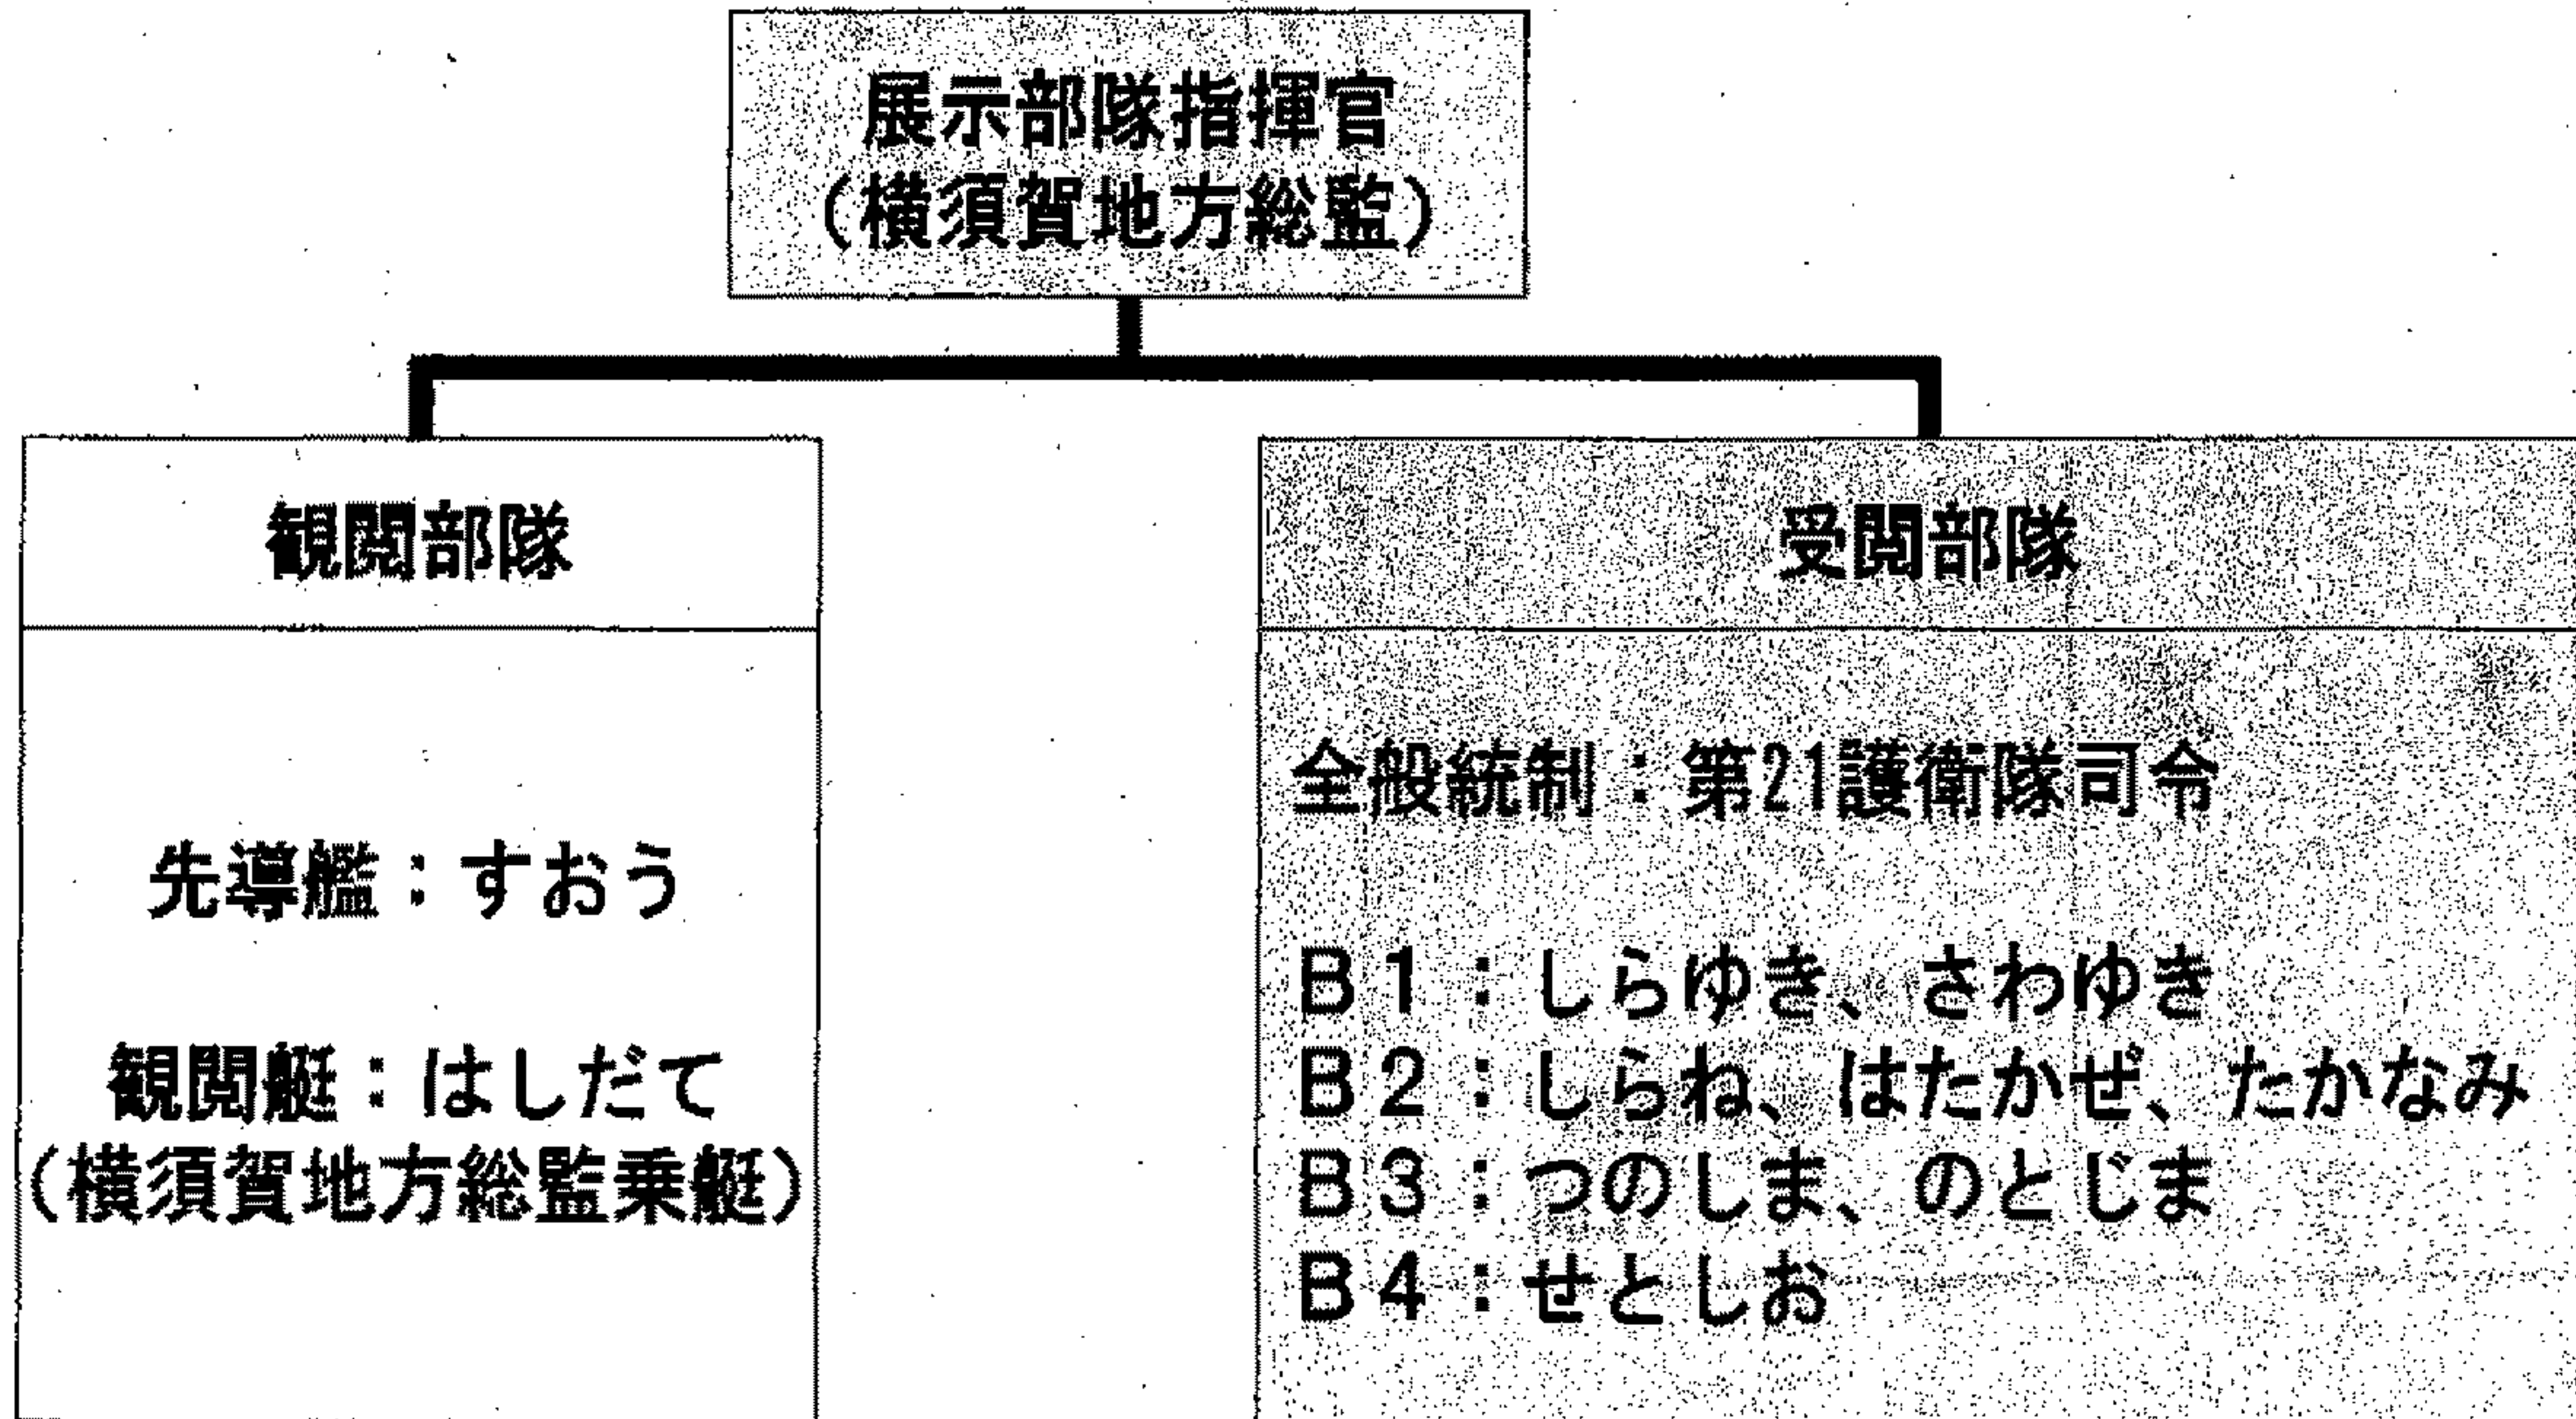 展示部隊指揮官
（横須賀地方総監）
観閲部隊
先導艦：すおう
観閲艇：はしだて
（横須賀地方総監乗艇）
受閲部隊
全般統制：第21護衛隊司令
B1：しらゆき、さわゆき
B2：しらね、はたかぜ、たかなみ
B3：つのしま、のとじま
B4：せとしお